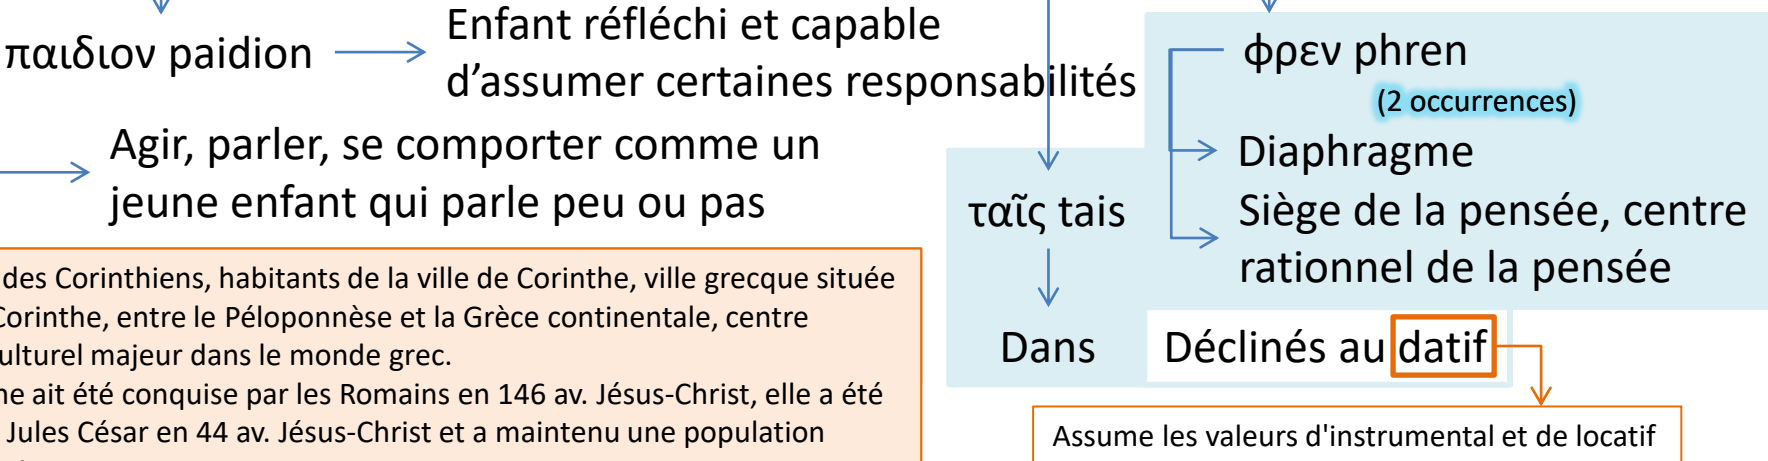 παιδιον paidion
Enfant réfléchi et capable
d'assumer certaines responsabilités
Agir, parler, se comporter comme un
jeune enfant qui parle peu ou pas
des Corinthiens, habitants de la ville de Corinthe, ville grecque située
Corinthe, entre le Péloponnèse et la Grèce continentale, centre
ulturel majeur dans le monde grec.
ne ait été conquise par les Romains en 146 av. Jésus-Christ, elle a été
Jules César en 44 av. Jésus-Christ et a maintenu une population
ταῖς tais
Dans
φρεν phren
(2 occurrences)
Diaphragme
Siège de la pensée, centre
rationnel de la pensée
Déclinés au datif
Assume les valeurs d'instrumental et de locatif